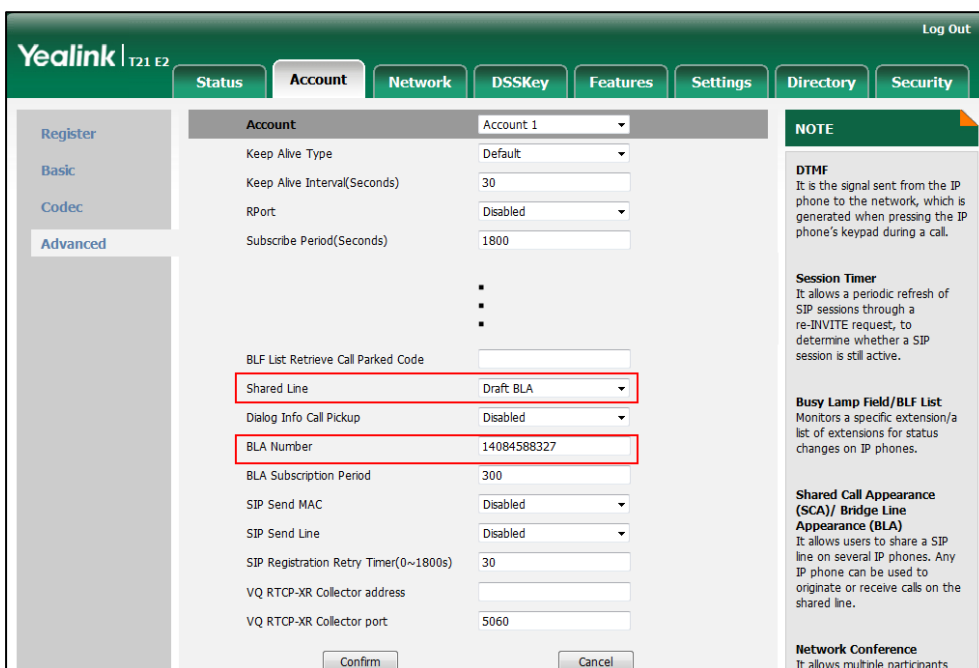 Log Out
Yealink | T21 E2
Status Account Network DSSKey Features Settings Directory Security
Register
Basic
Codec
Advanced
Account Account 1
Keep Alive Type Default
Keep Alive Interval(Seconds) 30
RPort Disabled
Subscribe Period(Seconds) 1800
BLF List Retrieve Call Parked Code
Shared Line Draft BLA
Dialog Info Call Pickup Disabled
BLA Number 14084588327
BLA Subscription Period 300
SIP Send MAC Disabled
SIP Send Line Disabled
SIP Registration Retry Timer(0~1800s) 30
VQ RTCP-XR Collector address
VQ RTCP-XR Collector port 5060
Confirm Cancel
NOTE
DTMF
It is the signal sent from the IP
phone to the network, which is
generated when pressing the IP
phone's keypad during a call.
Session Timer
It allows a periodic refresh of
SIP sessions through a
re-INVITE request, to
determine whether a SIP
session is still active.
Busy Lamp Field/BLF List
Monitors a specific extension/a
list of extensions for status
changes on IP phones.
Shared Call Appearance
(SCA)/ Bridge Line
Appearance (BLA)
It allows users to share a SIP
line on several IP phones. Any
IP phone can be used to
originate or receive calls on the
shared line.
Network Conference
It allows multiple participants